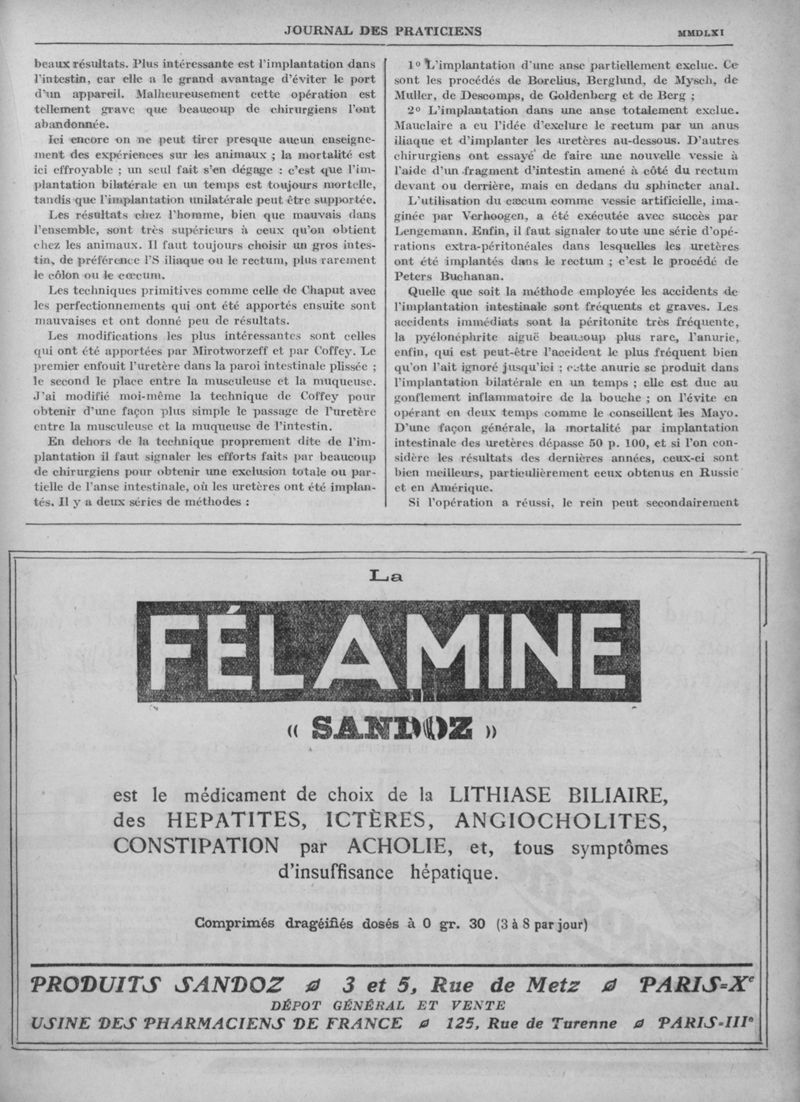 JOURNAL DES PRATICIENS
MMDLXI
beaux résultats. Plus intéressante est l'implantation dans
l'intestin, car elle a le grand avantage d'éviter le port
d'un appareil. Malheureusement cette opération est
tellement grave que beaucoup de chirurgiens l'ont
abandonnée.
Ici encore on ne peut tirer presque aucun enseigne-
ment des expériences sur les animaux ; la mortalité est
ici effroyable ; un seul fait s'en dégage : c'est que l'im-
plantation bilatérale en un temps est toujours mortelle,
tandis que l'implantation unilatérale peut être supportée.
Les résultats chez l'homme, bien que mauvais dans
l'ensemble, sont très supérieurs à ceux qu'on obtient
chez les animaux. Il faut toujours choisir un gros intes-
tin, de préférence l'S iliaque ou le rectum, plus rarement
le côlon ou le cœcum.
Les techniques primitives comme celle de Chaput avec
les perfectionnements qui ont été apportés ensuite sont
mauvaises et ont donné peu de résultats.
Les modifications les plus intéressantes sont celles
qui ont été apportées par Mirotworzeff et par Coffey. Le
premier enfouit l'uretère dans la paroi intestinale plissée ;
le second le place entre la musculeuse et la muqueuse.
J'ai modifié moi-même la technique de Coffey pour
obtenir d'une façon plus simple le passage de l'uretère
entre la musculeuse et la muqueuse de l'intestin.
En dehors de la technique proprement dite de l'im-
plantation il faut signaler les efforts faits par beaucoup
de chirurgiens pour obtenir une exclusion totale ou par-
tielle de l'anse intestinale, où les uretères ont été implan-
tés. Il y a deux séries de méthodes :
1º L'implantation d'une anse partiellement exclue. Ce
sont les procédés de Borelius, Berglund, de Mysch, de
Muller, de Descomps, de Goldenberg et de Berg ;
2º L'implantation dans une anse totalement exclue.
Mauclaire a eu l'idée d'exclure le rectum par un anus
iliaque et d'implanter les uretères au-dessous. D'autres
chirurgiens ont essayé de faire une nouvelle vessie à
l'aide d'un fragment d'intestin amené à côté du rectum
devant ou derrière, mais en dedans du sphincter anal.
L'utilisation du cæcum comme vessie artificielle, ima-
ginée par Verhoogen, a été exécutée avec succès par
Lengemann. Enfin, il faut signaler toute une série d'opé-
rations extra-péritonéales dans lesquelles les uretères
ont été implantés dans le rectum ; c'est le procédé de
Peters Buchanan.
Quelle que soit la méthode employée les accidents de
l'implantation intestinale sont fréquents et graves. Les
accidents immédiats sont la péritonite très fréquente,
la pyélonéphrite aiguë beaucoup plus rare, l'anurie,
enfin, qui est peut-être l'accident le plus fréquent bien
qu'on l'ait ignoré jusqu'ici ; cette anurie se produit dans
l'implantation bilatérale en un temps ; elle est due au
gonflement inflammatoire de la bouche ; on l'évite en
opérant en deux temps comme le conseillent les Mayo.
D'une façon générale, la mortalité par implantation
intestinale des uretères dépasse 50 p. 100, et si l'on con-
sidère les résultats des dernières années, ceux-ci sont
bien meilleurs, particulièrement ceux obtenus en Russie
et en Amérique.
Si l'opération a réussi, le rein peut secondairement
La
FÉLAMINE
« SANDOZ »
est le médicament de choix de la LITHIASE BILIAIRE,
des HEPATITES, ICTÈRES, ANGIOCHOLITES,
CONSTIPATION par ACHOLIE, et, tous symptômes
d'insuffisance hépatique.
Comprimés dragéifiés dosés à 0 gr. 30 (3 à 8 par jour)
PRODUITS SANDOZ ⌀ 3 et 5, Rue de Metz ⌀ PARIS-Xe
DÉPOT GÉNÉRAL ET VENTE
USINE DES PHARMACIENS DE FRANCE ⌀ 125, Rue de Turenne ⌀ PARIS-IIIe